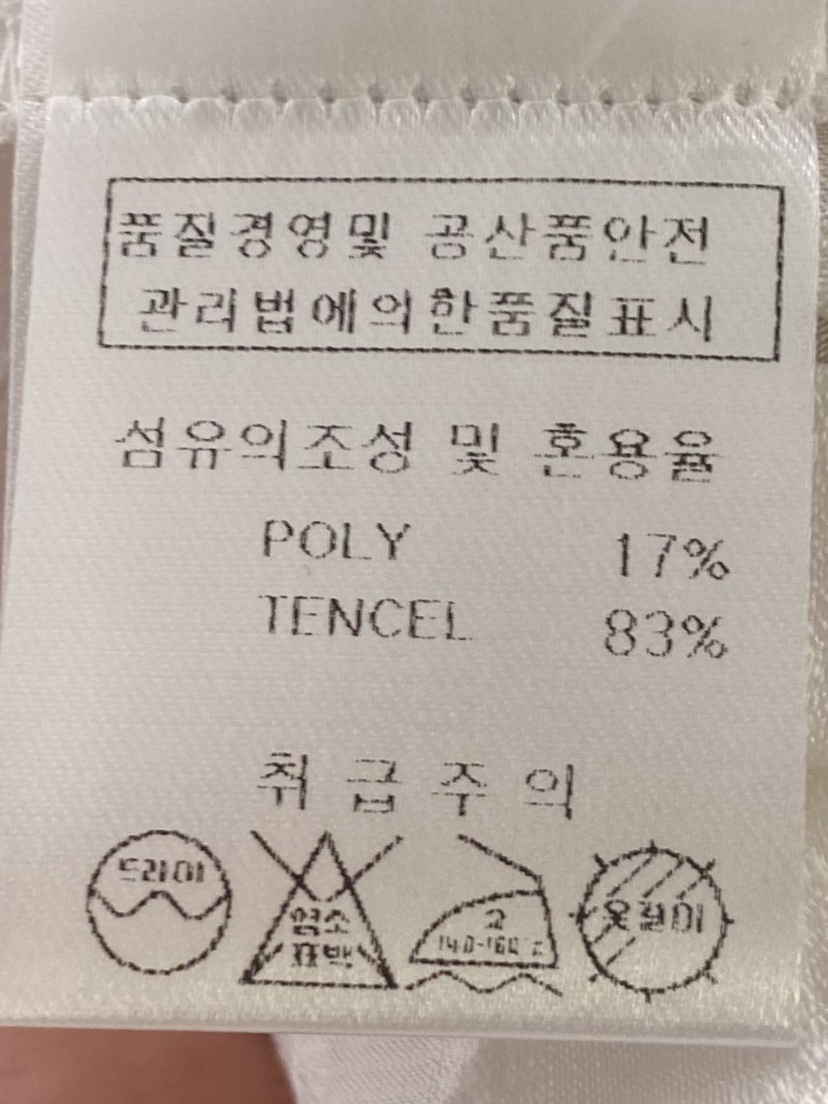 품질경영및 공산품안전
관리법에의한품질표시
섬유의조성 및 혼용율
POLY 17%
TENCEL 83%
취급주의
드라이
염소
표백
2
140-160℃
옷걸이